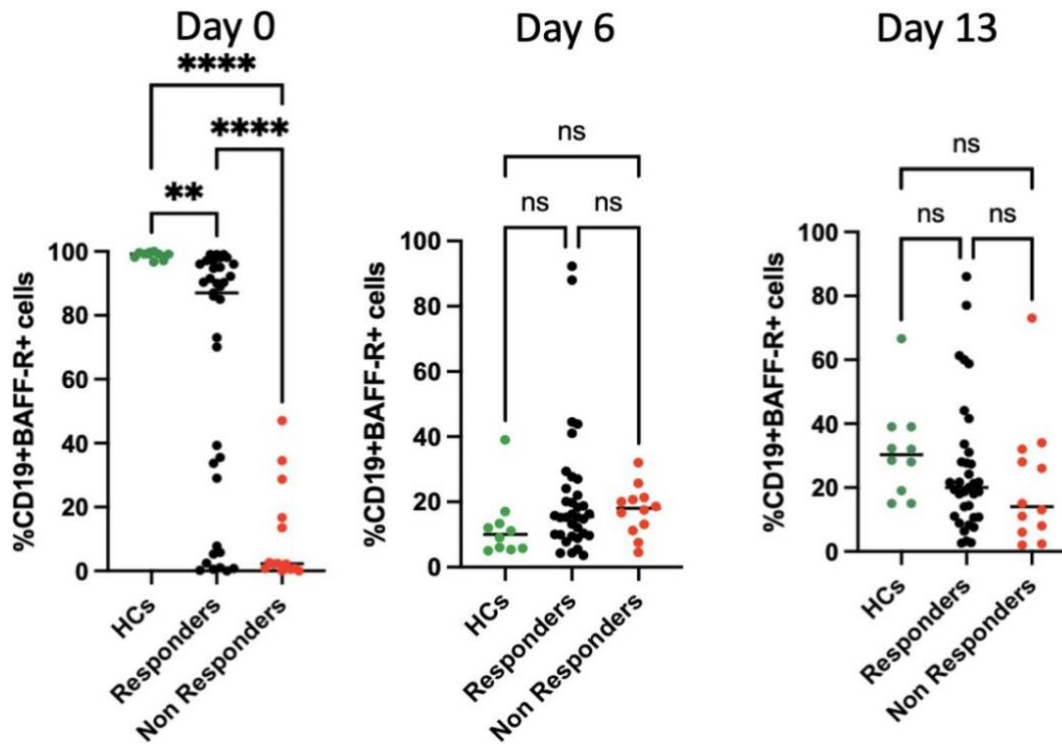 Day 0
****
****
**
%CD19+BAFF-R+ cells
100
80
60
40
20
0
HCs
Responders
Non Responders
Day 6
ns
ns
ns
%CD19+BAFF-R+ cells
100
80
60
40
20
0
HCs
Responders
Non Responders
Day 13
ns
ns
ns
%CD19+BAFF-R+ cells
100
80
60
40
20
0
HCs
Responders
Non Responders